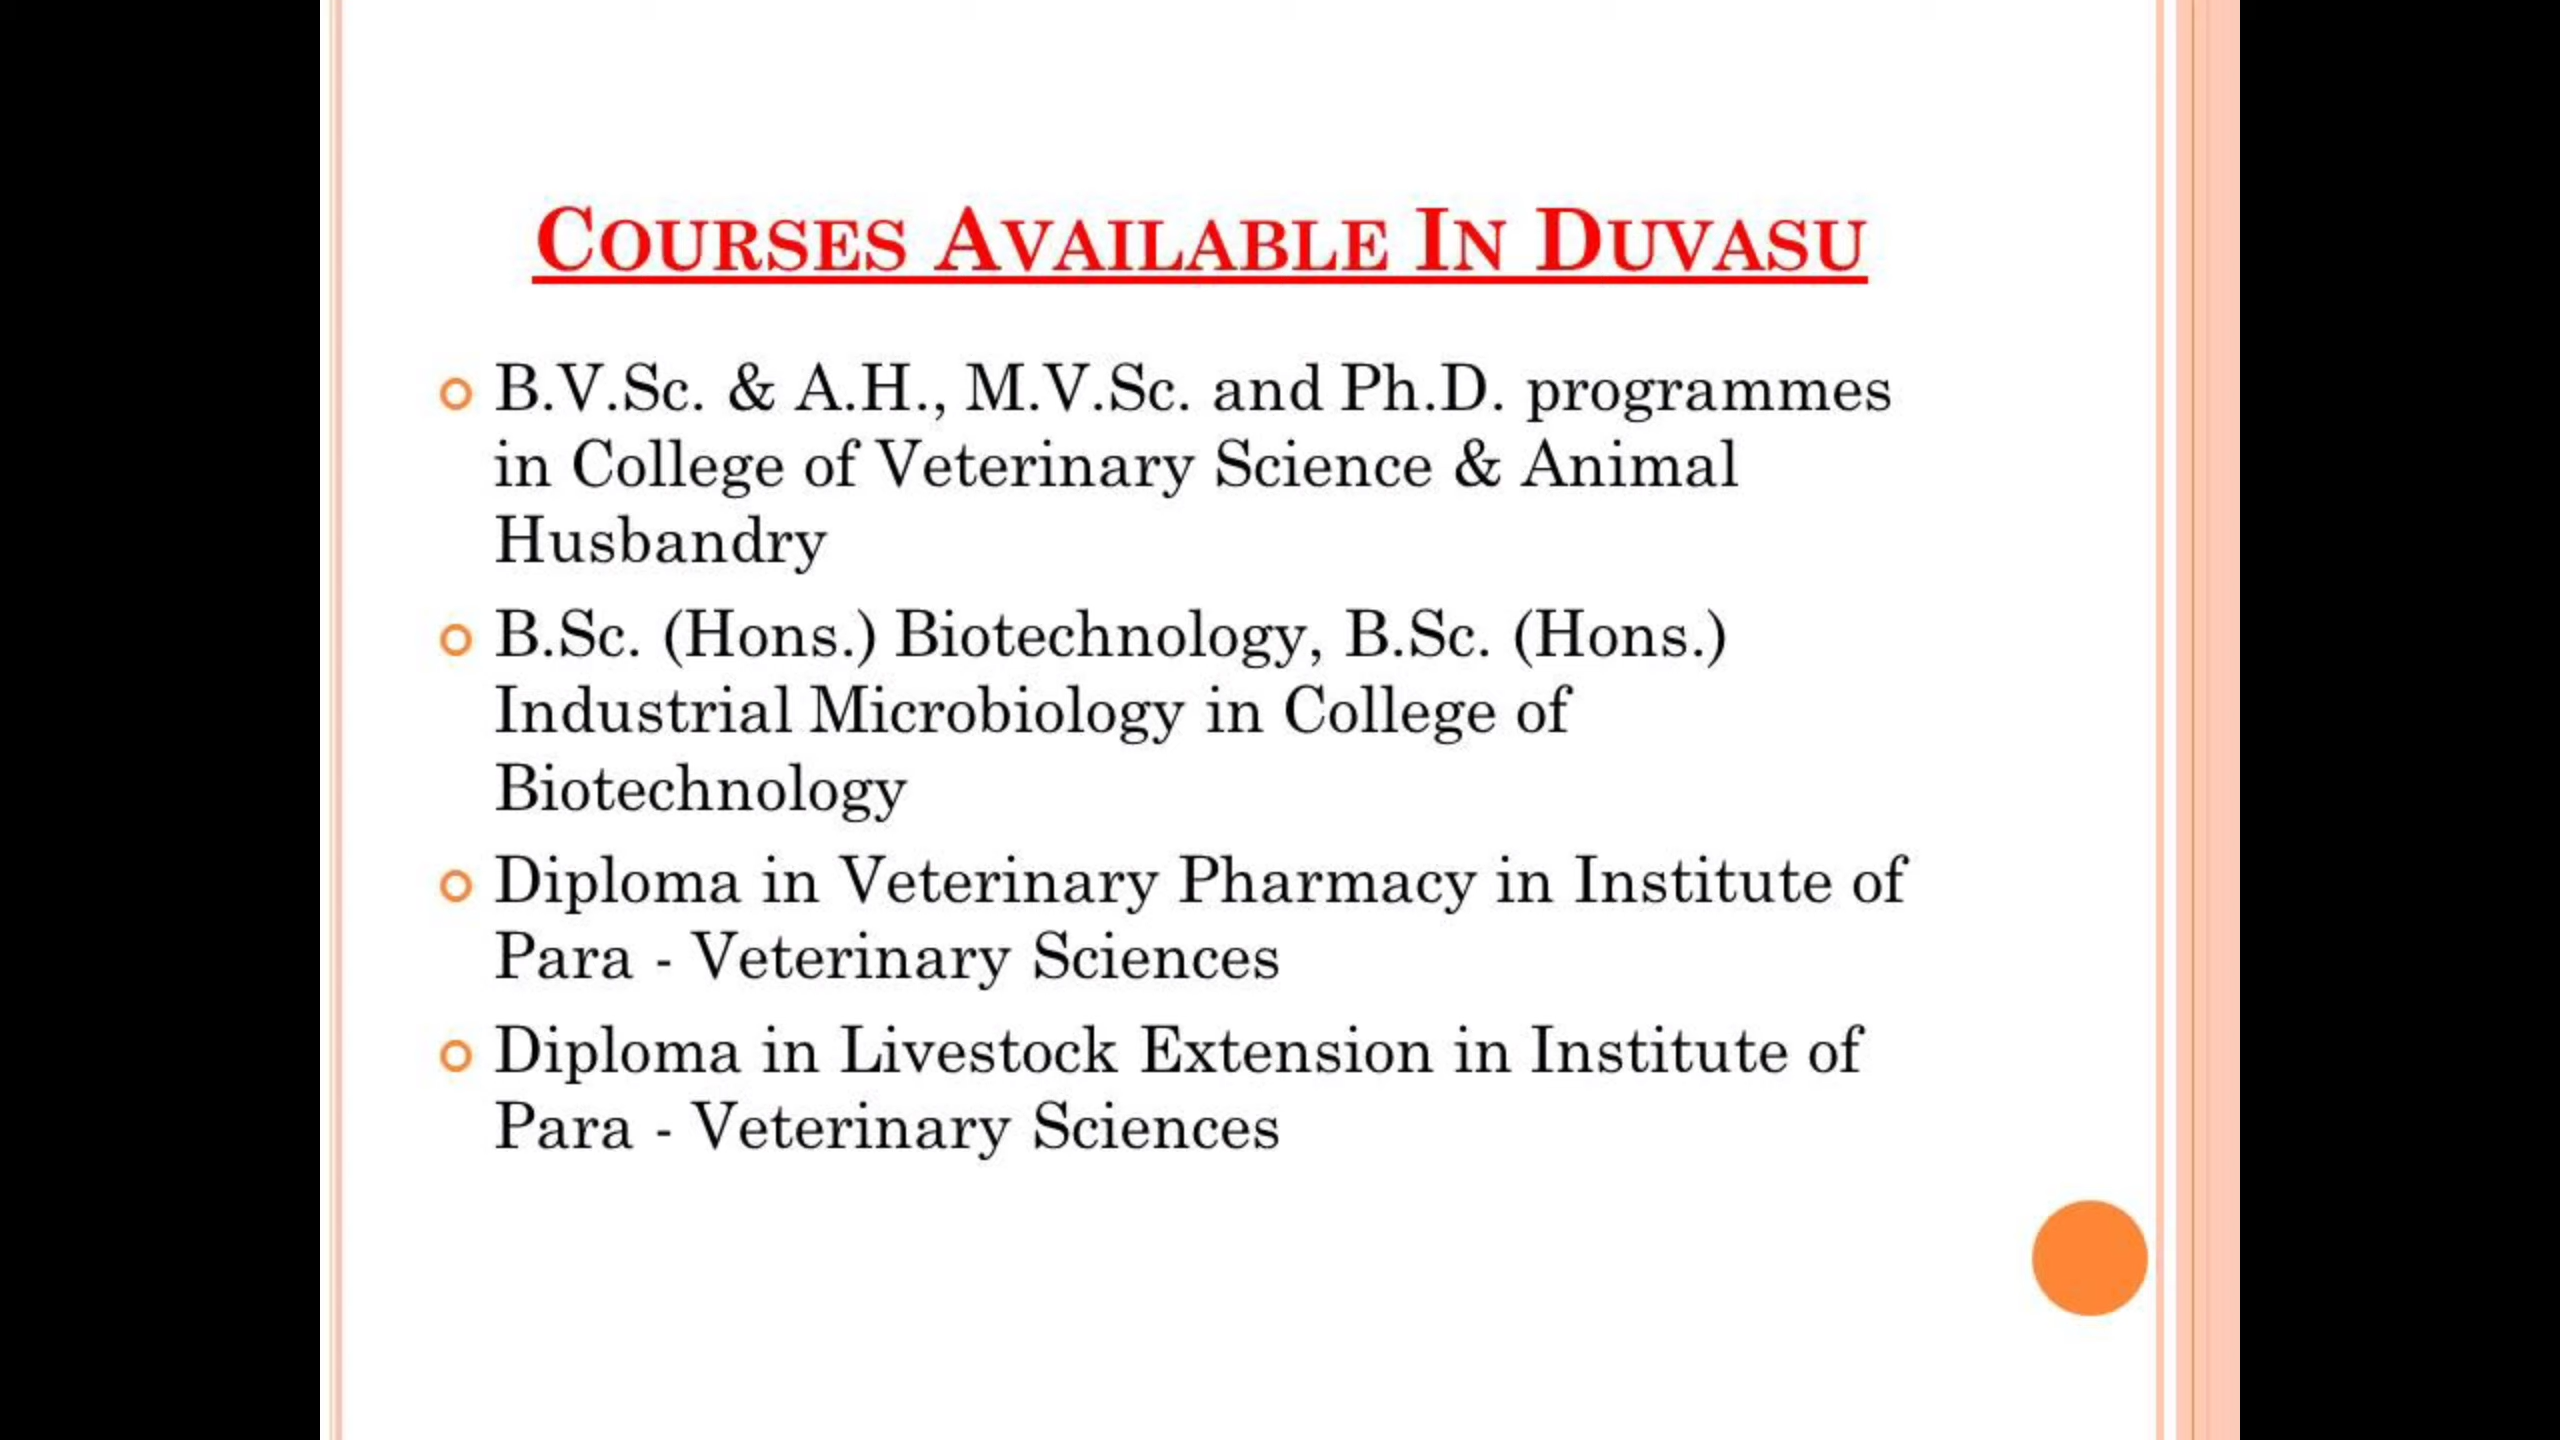 Courses Available In Duvasu
B.V.Sc. & A.H., M.V.Sc. and Ph.D. programmes
in College of Veterinary Science & Animal
Husbandry
B.Sc. (Hons.) Biotechnology, B.Sc. (Hons.)
Industrial Microbiology in College of
Biotechnology
Diploma in Veterinary Pharmacy in Institute of
Para - Veterinary Sciences
Diploma in Livestock Extension in Institute of
Para - Veterinary Sciences